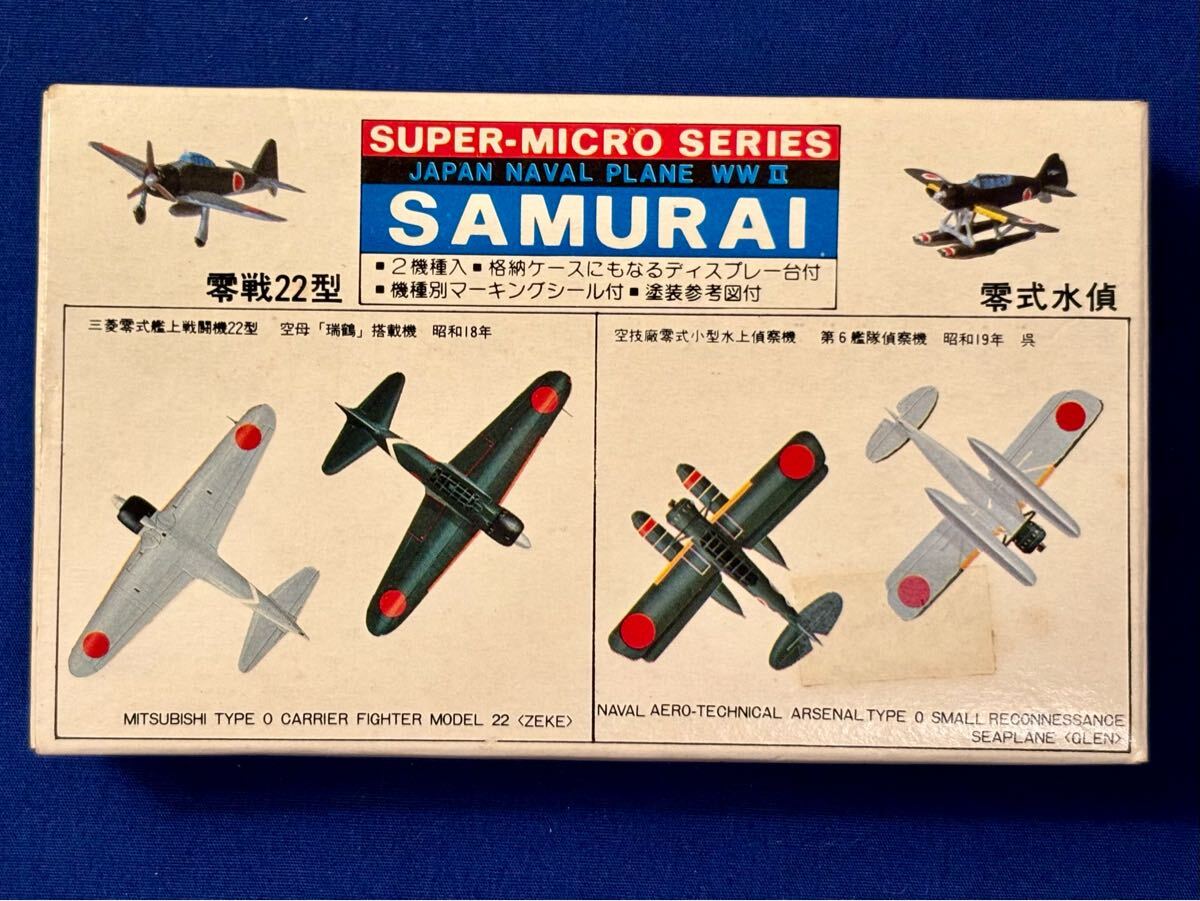 SUPER-MICRO SERIES
JAPAN NAVAL PLANE WW II
SAMURAI
■2機種入■格納ケースにもなるディスプレー台付
■機種別マーキングシール付■塗装参考図付
零戦22型
零式水偵
三菱零式艦上戦闘機22型 空母「瑞鶴」搭載機 昭和18年
空技廠零式小型水上偵察機 第6艦隊偵察機 昭和19年 呉
MITSUBISHI TYPE 0 CARRIER FIGHTER MODEL 22 <ZEKE>
NAVAL AERO-TECHNICAL ARSENAL TYPE 0 SMALL RECONNESSANCE
SEAPLANE <GLEN>